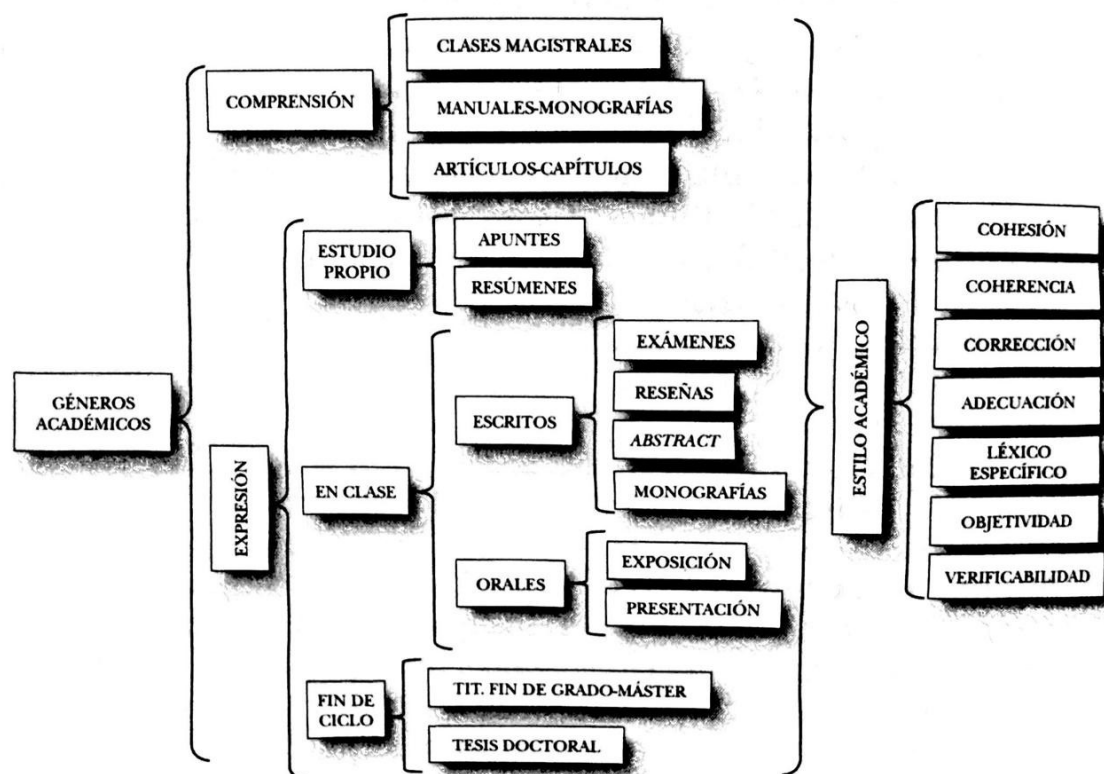 GÉNEROS
ACADÉMICOS
COMPRENSIÓN
CLASES MAGISTRALES
MANUALES-MONOGRAFÍAS
ARTÍCULOS-CAPÍTULOS
EXPRESIÓN
ESTUDIO
PROPIO
APUNTES
RESÚMENES
EN CLASE
ESCRITOS
EXÁMENES
RESEÑAS
ABSTRACT
MONOGRAFÍAS
ORALES
EXPOSICIÓN
PRESENTACIÓN
FIN DE
CICLO
TIT. FIN DE GRADO-MÁSTER
TESIS DOCTORAL
ESTILO ACADÉMICO
COHESIÓN
COHERENCIA
CORRECCIÓN
ADECUACIÓN
LÉXICO
ESPECÍFICO
OBJETIVIDAD
VERIFICABILIDAD